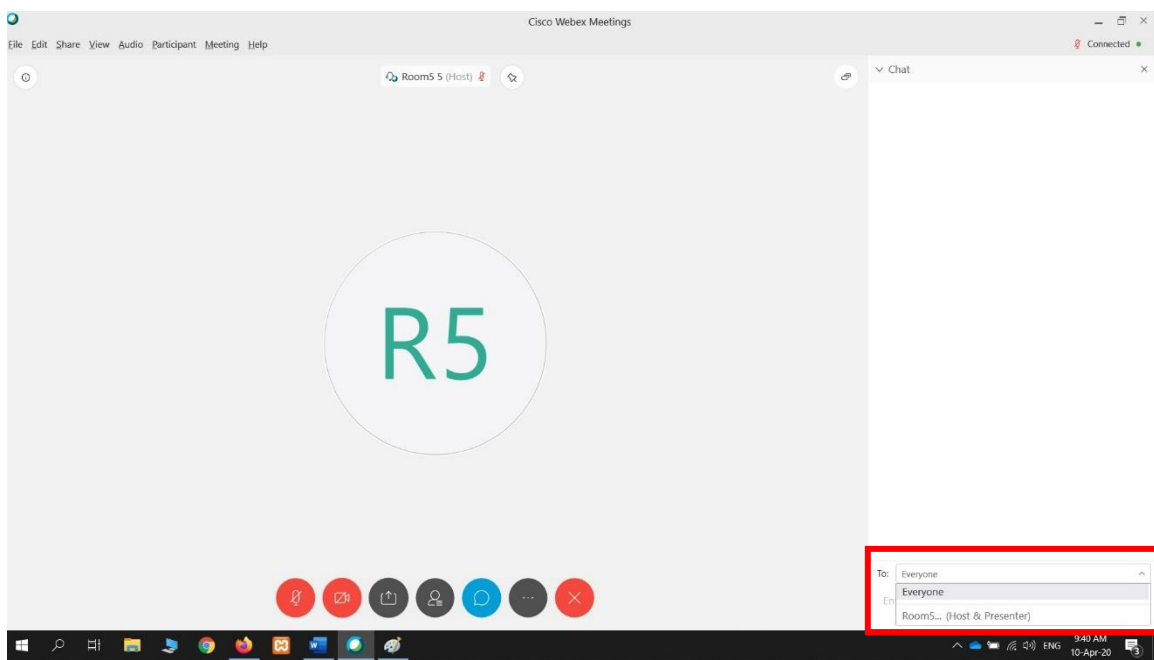 Cisco Webex Meetings
File Edit Share View Audio Participant Meeting Help
Connected
Room5 5 (Host)
Chat
R5
To: Everyone
Everyone
Room5... (Host & Presenter)
W
ENG
9:40 AM
10-Apr-20
3